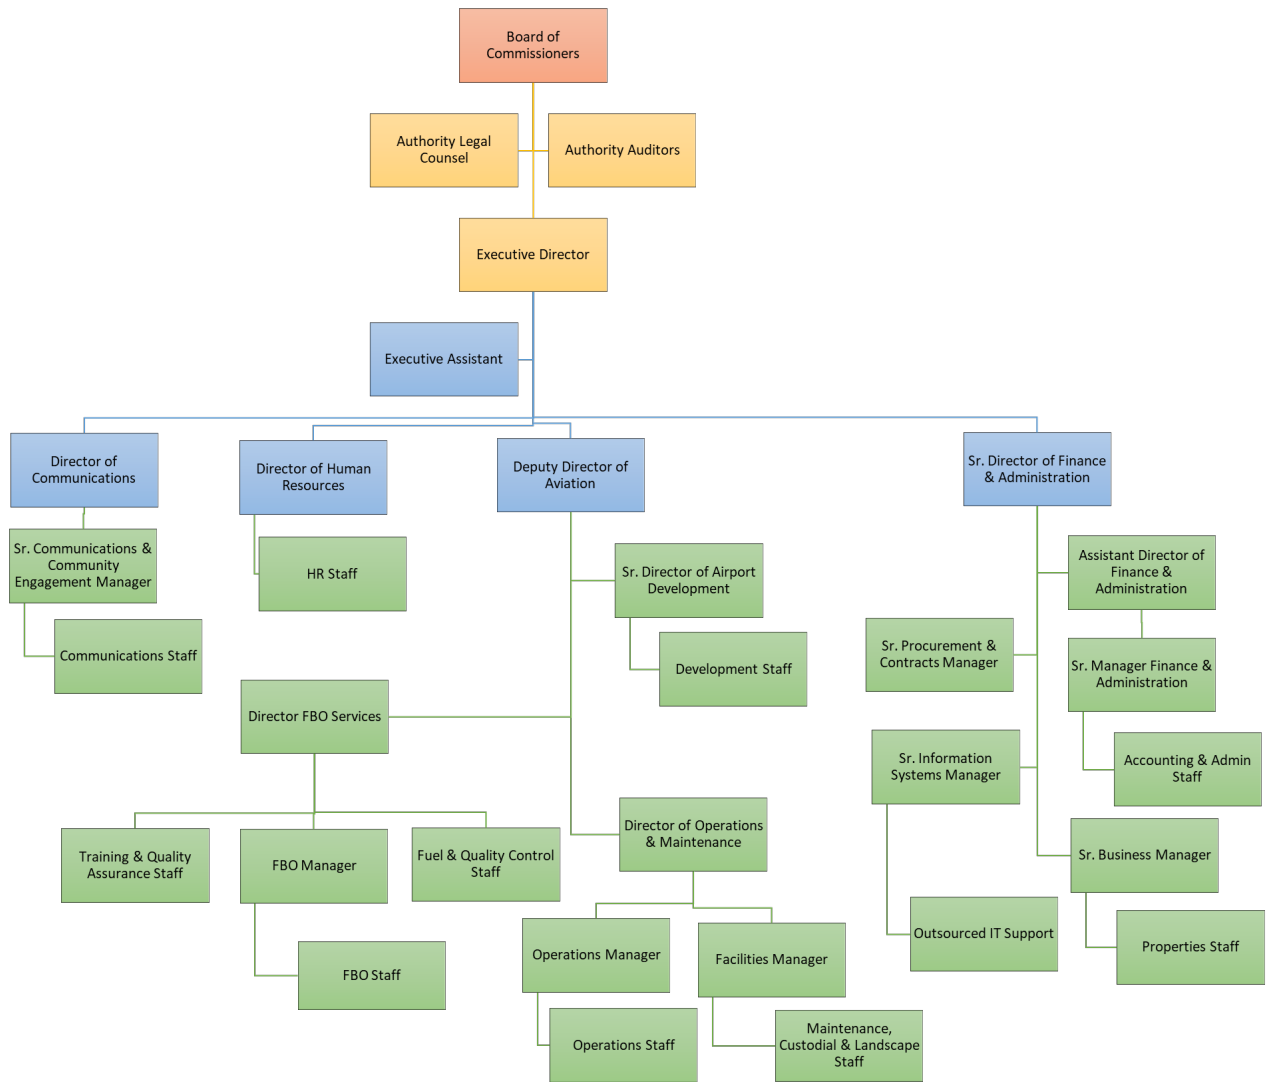 Board of
Commissioners
Authority Legal
Counsel
Authority Auditors
Executive Director
Executive Assistant
Director of
Communications
Director of Human
Resources
Deputy Director of
Aviation
Sr. Director of Finance
& Administration
Sr. Communications &
Community
Engagement Manager
HR Staff
Sr. Director of Airport
Development
Assistant Director of
Finance &
Administration
Communications Staff
Development Staff
Sr. Procurement &
Contracts Manager
Sr. Manager Finance &
Administration
Director FBO Services
Sr. Information
Systems Manager
Accounting & Admin
Staff
Director of Operations
& Maintenance
Training & Quality
Assurance Staff
FBO Manager
Fuel & Quality Control
Staff
Sr. Business Manager
Outsourced IT Support
Properties Staff
Operations Manager
Facilities Manager
FBO Staff
Operations Staff
Maintenance,
Custodial & Landscape
Staff